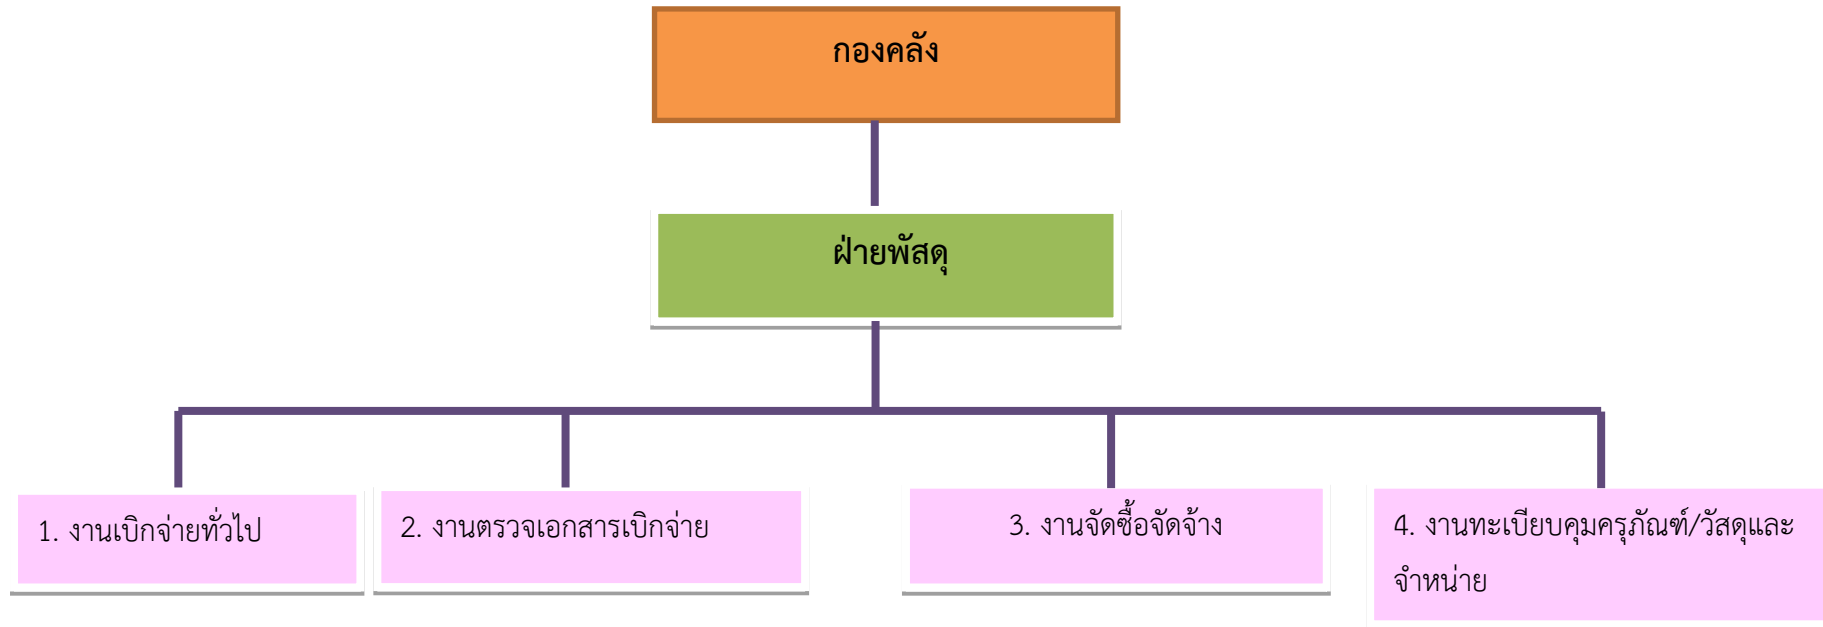 กองคลัง
ฝ่ายพัสดุ
1. งานเบิกจ่ายทั่วไป
2. งานตรวจเอกสารเบิกจ่าย
3. งานจัดซื้อจัดจ้าง
4. งานทะเบียบคุมครุภัณฑ์/วัสดุและ
จำหน่าย